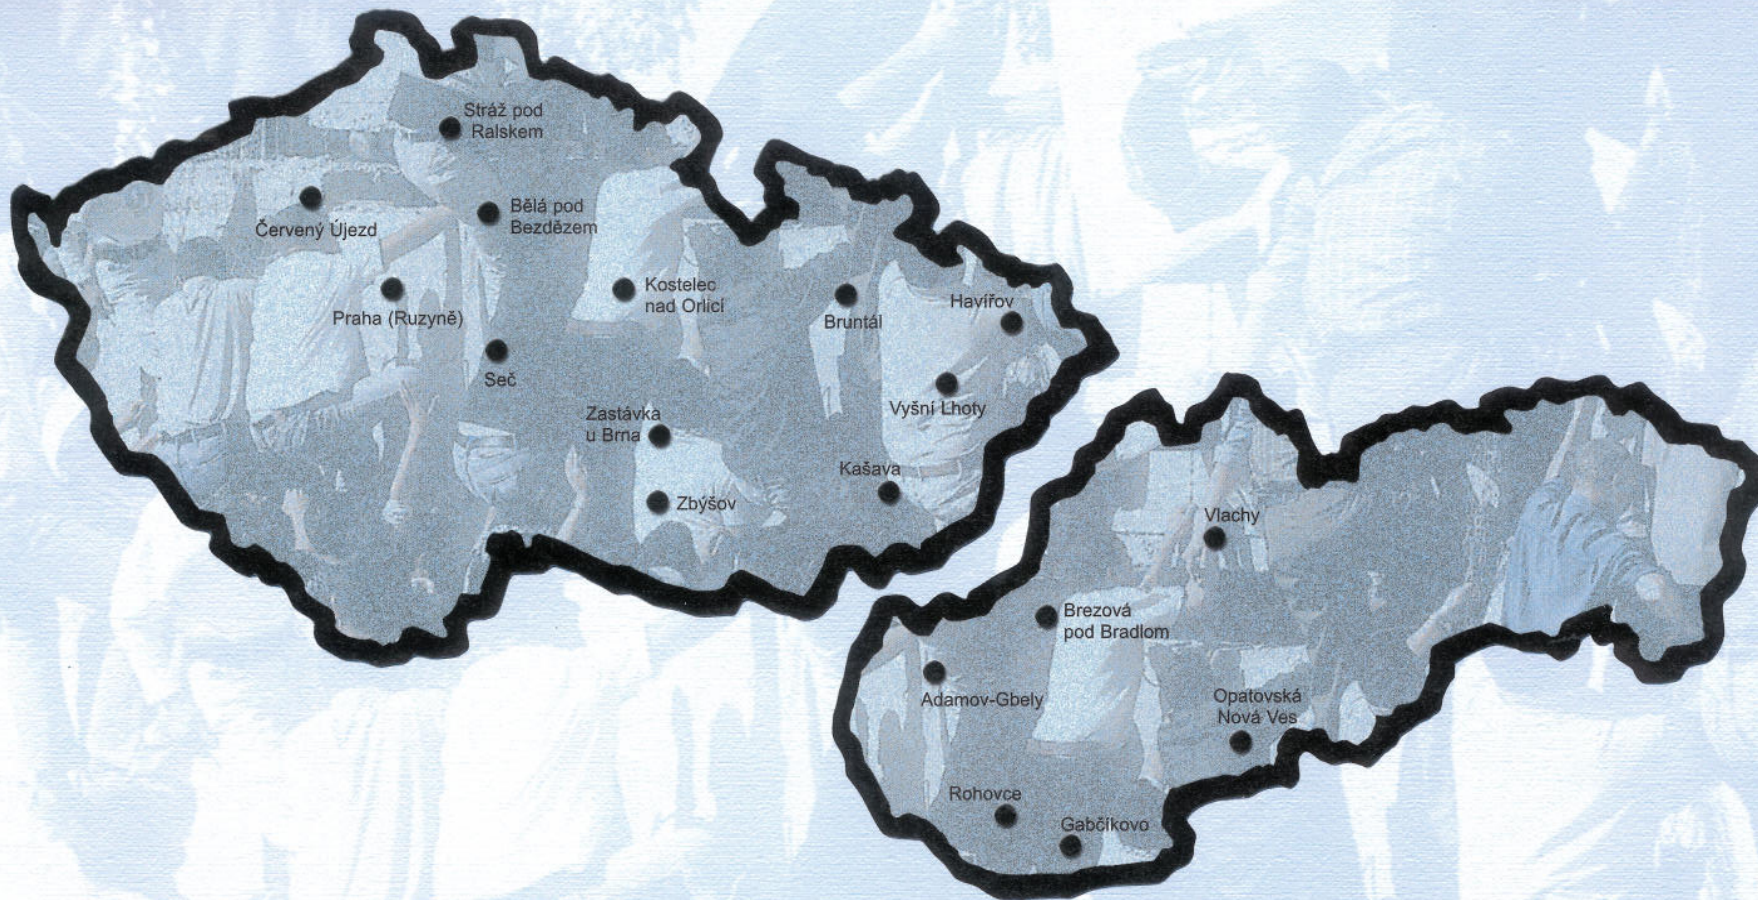 Stráž pod
Ralskem
Červený Újezd
Bělá pod
Bezdězem
Praha (Ruzyně)
Kostelec
nad Orlicí
Bruntál
Havířov
Seč
Vyšní Lhoty
Zastávka
u Brna
Kašava
Zbýšov
Vlachy
Brezová
pod Bradlom
Adamov-Gbely
Opatovská
Nová Ves
Rohovce
Gabčíkovo